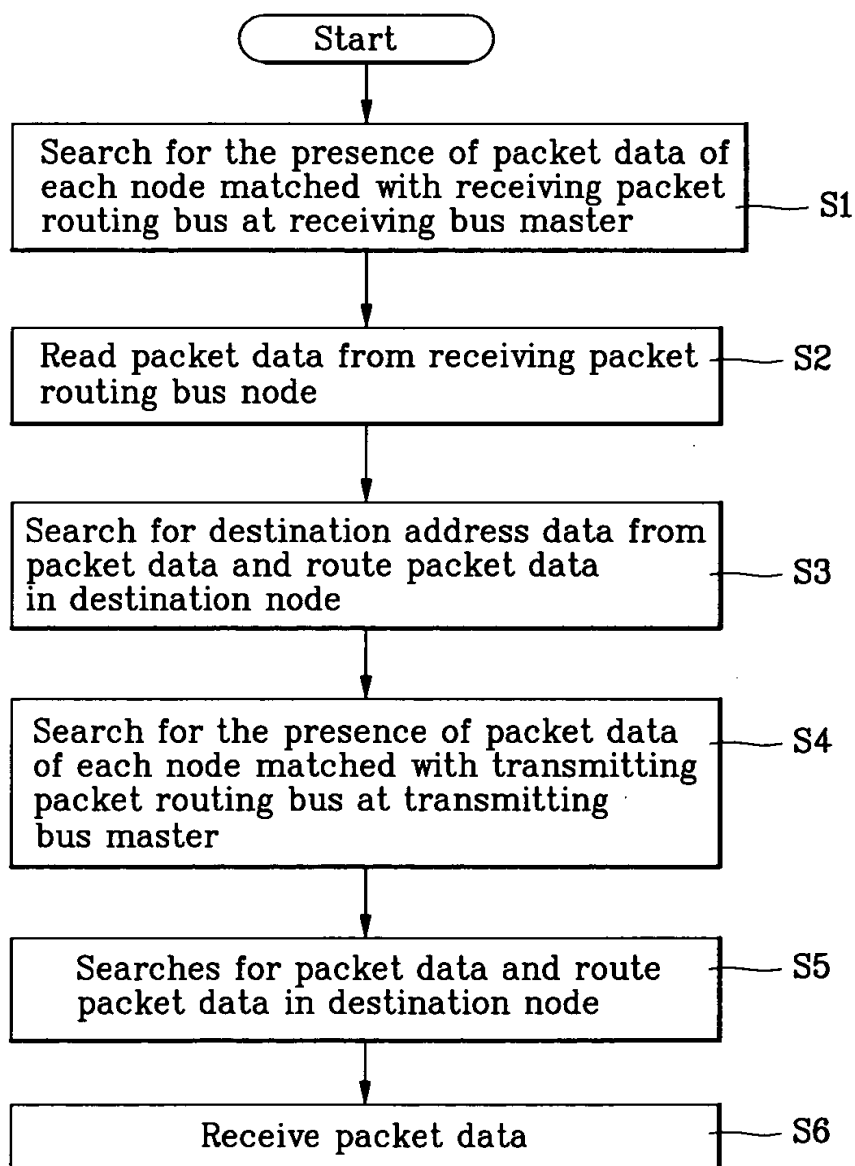 Start
Search for the presence of packet data of
each node matched with receiving packet
routing bus at receiving bus master
S1
Read packet data from receiving packet
routing bus node
S2
Search for destination address data from
packet data and route packet data
in destination node
S3
Search for the presence of packet data
of each node matched with transmitting
packet routing bus at transmitting
bus master
S4
Searches for packet data and route
packet data in destination node
S5
Receive packet data
S6